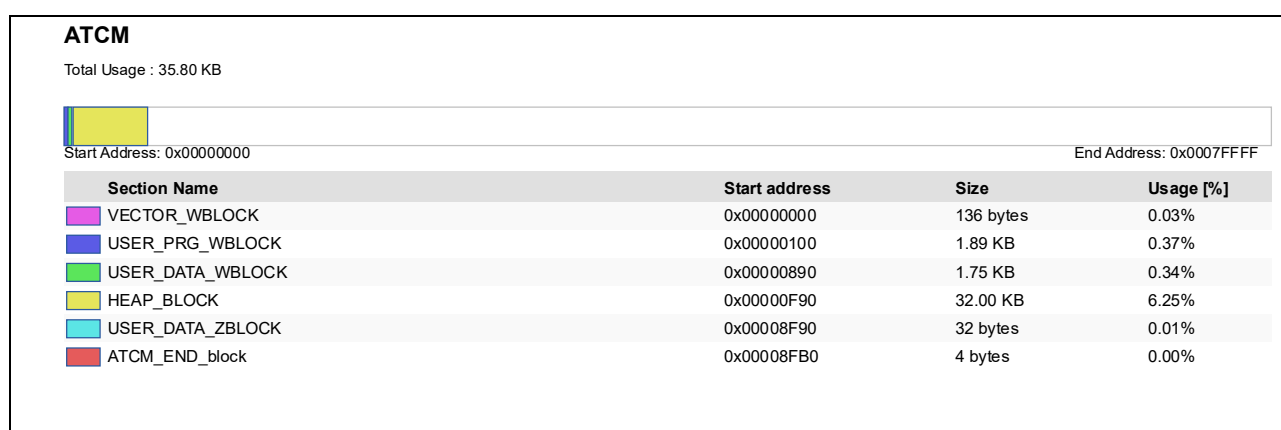 ATCM
Total Usage : 35.80 KB
Start Address: 0x00000000 End Address: 0x0007FFFF
Section Name Start address Size Usage [%]
VECTOR_WBLOCK 0x00000000 136 bytes 0.03%
USER_PRG_WBLOCK 0x00000100 1.89 KB 0.37%
USER_DATA_WBLOCK 0x00000890 1.75 KB 0.34%
HEAP_BLOCK 0x00000F90 32.00 KB 6.25%
USER_DATA_ZBLOCK 0x00008F90 32 bytes 0.01%
ATCM_END_block 0x00008FB0 4 bytes 0.00%